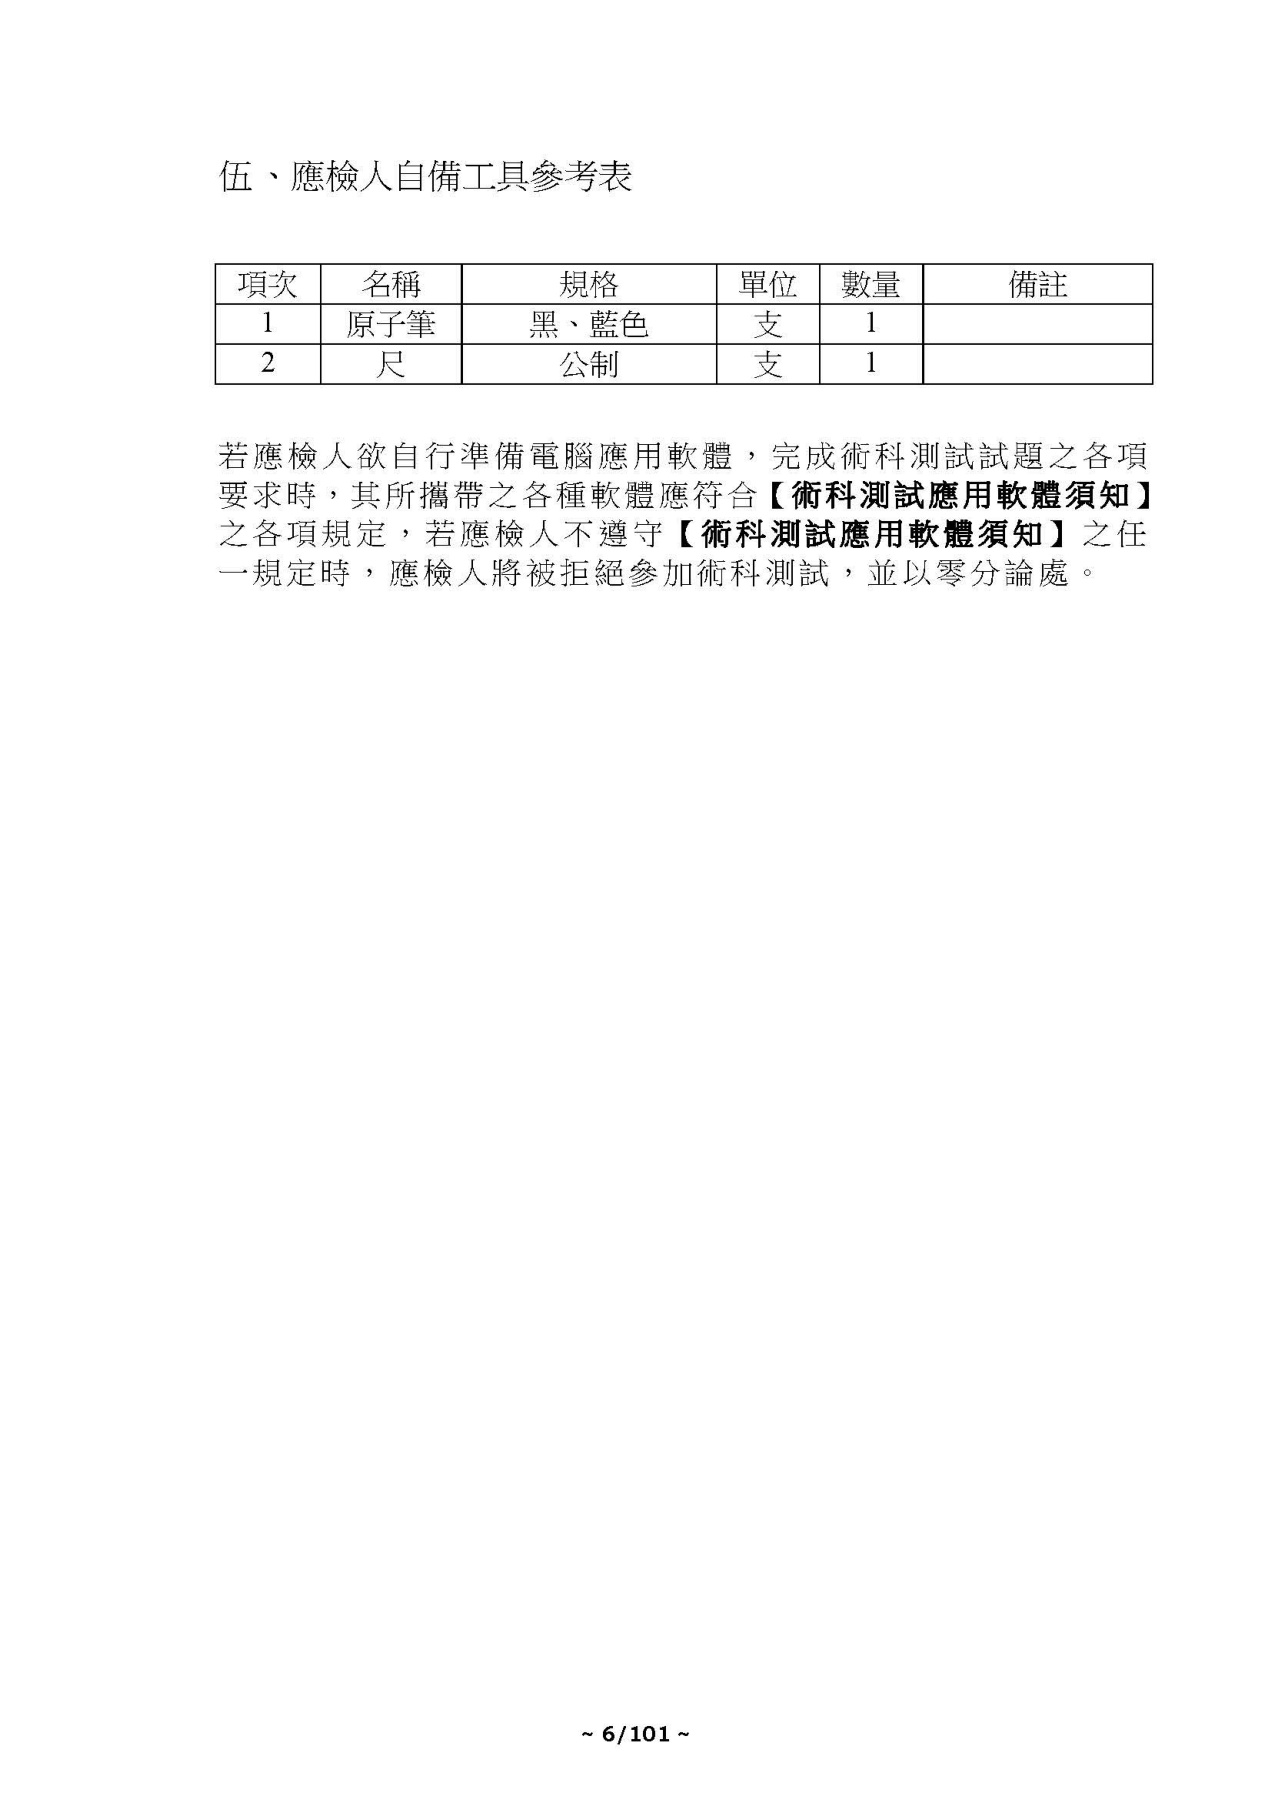 伍、應檢人自備工具參考表
項次 名稱 規格 單位 數量 備註
1 原子筆 黑、藍色 支 1
2 尺 公制 支 1
若應檢人欲自行準備電腦應用軟體，完成術科測試試題之各項
要求時，其所攜帶之各種軟體應符合【術科測試應用軟體須知】
之各項規定，若應檢人不遵守【術科測試應用軟體須知】之任
一規定時，應檢人將被拒絕參加術科測試，並以零分論處。
~ 6/101 ~